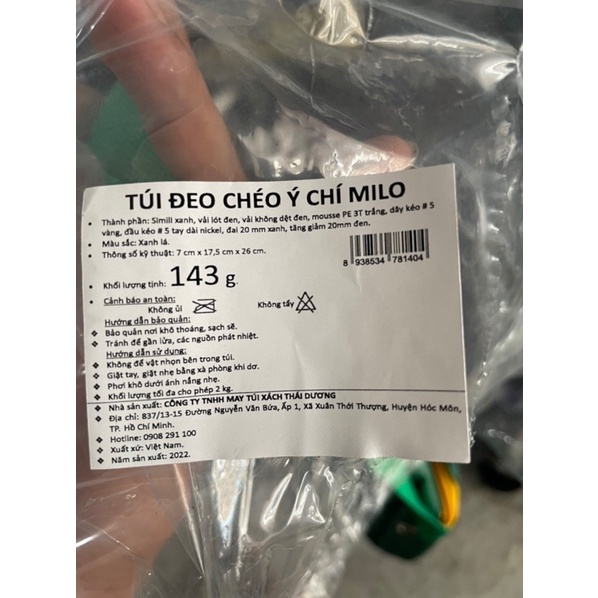 TÚI ĐEO CHÉO Ý CHÍ MILO
• Thành phần: Simili xanh, vải lót đen, vải không dệt đen, mousse PE 3T trắng, dây kéo # 5
vàng, đầu kéo # 5 tay dài nickel, đai 20 mm xanh, tăng giảm 20mm đen.
• Màu sắc: Xanh lá.
• Thông số kỹ thuật: 7 cm x 17,5 cm x 26 cm.
8 938534 781404
• Khối lượng tịnh: 143 g
• Cảnh báo an toàn:
Không ủi Không tẩy
Hướng dẫn bảo quản:
❖ Bảo quản nơi khô thoáng, sạch sẽ.
❖ Tránh để gần lửa, các nguồn phát nhiệt.
Hướng dẫn sử dụng:
❖ Không để vật nhọn bên trong túi.
❖ Giặt tay, giặt nhẹ bằng xà phòng khi dơ.
❖ Phơi khô dưới ánh nắng nhẹ.
❖ Khối lượng tối đa cho phép 2 kg.
❖ Nhà sản xuất: CÔNG TY TNHH MAY TÚI XÁCH THÁI DƯƠNG
❖ Địa chỉ: 837/13-15 Đường Nguyễn Văn Bứa, Ấp 1, Xã Xuân Thới Thượng, Huyện Hóc Môn,
TP. Hồ Chí Minh.
❖ Hotline: 0908 291 100
❖ Xuất xứ: Việt Nam.
❖ Năm sản xuất: 2022.